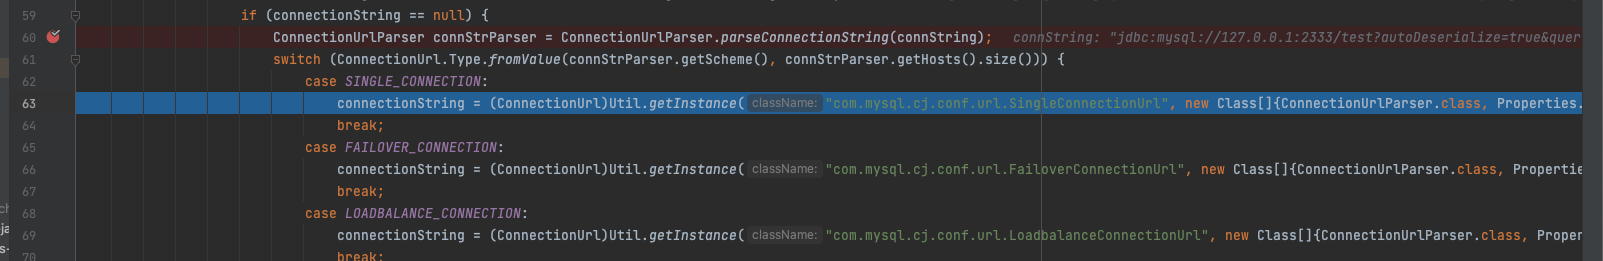 59 if (connectionString == null) {
60 ConnectionUrlParser connStrParser = ConnectionUrlParser.parseConnectionString(connString); connString: "jdbc:mysql://127.0.0.1:2333/test?autoDeserialize=true&quer
61 switch (ConnectionUrl.Type.fromValue(connStrParser.getScheme(), connStrParser.getHosts().size())) {
62 case SINGLE_CONNECTION:
63 connectionString = (ConnectionUrl)Util.getInstance( className: "com.mysql.cj.conf.url.SingleConnectionUrl", new Class[]{ConnectionUrlParser.class, Properties.
64 break;
65 case FAILOVER_CONNECTION:
66 connectionString = (ConnectionUrl)Util.getInstance( className: "com.mysql.cj.conf.url.FailoverConnectionUrl", new Class[]{ConnectionUrlParser.class, Propertie
67 break;
68 case LOADBALANCE_CONNECTION:
69 connectionString = (ConnectionUrl)Util.getInstance( className: "com.mysql.cj.conf.url.LoadbalanceConnectionUrl", new Class[]{ConnectionUrlParser.class, Proper
70 break;